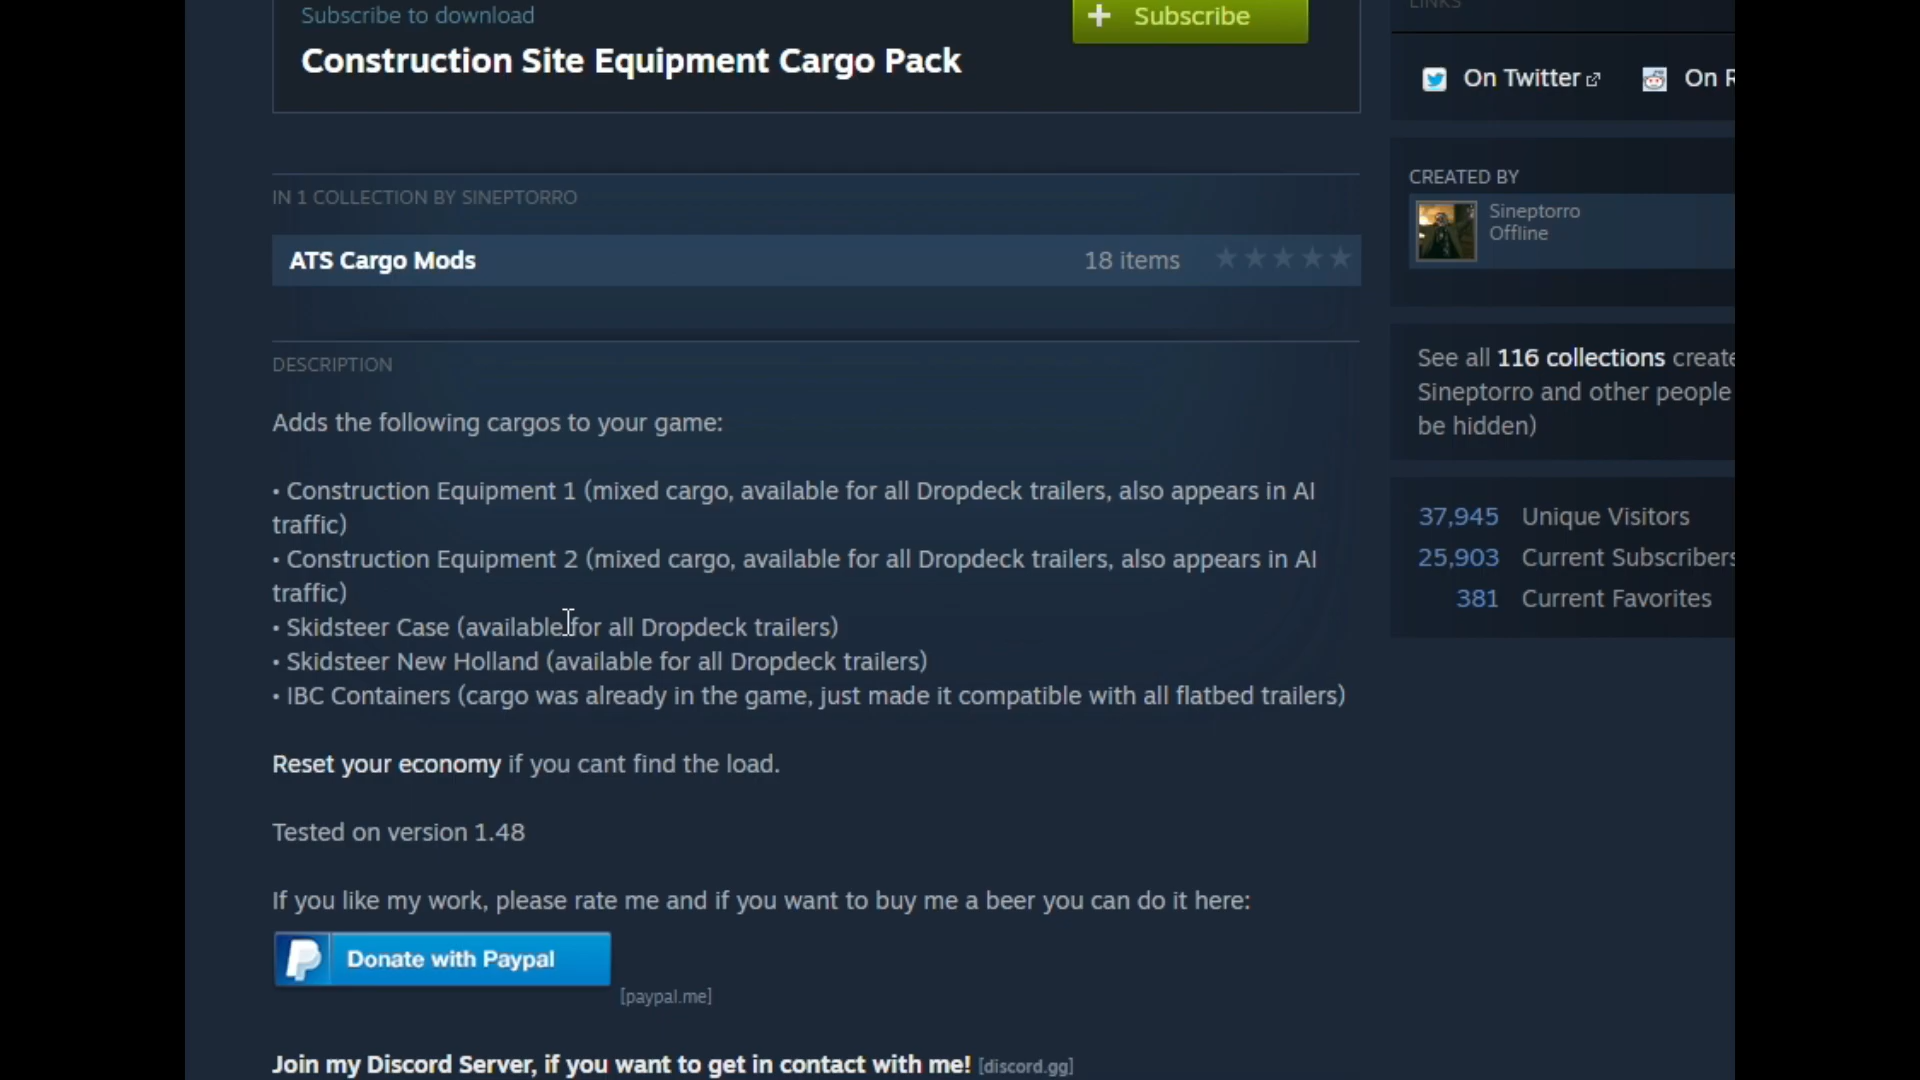 Subscribe to download
Construction Site Equipment Cargo Pack
Subscribe
IN 1 COLLECTION BY SINEPTORRO
ATS Cargo Mods
18 items
DESCRIPTION
Adds the following cargos to your game:
• Construction Equipment 1 (mixed cargo, available for all Dropdeck trailers, also appears in AI
traffic)
• Construction Equipment 2 (mixed cargo, available for all Dropdeck trailers, also appears in AI
traffic)
• Skidsteer Case (available for all Dropdeck trailers)
• Skidsteer New Holland (available for all Dropdeck trailers)
• IBC Containers (cargo was already in the game, just made it compatible with all flatbed trailers)
Reset your economy if you cant find the load.
Tested on version 1.48
If you like my work, please rate me and if you want to buy me a beer you can do it here:
Donate with Paypal
[paypal.me]
Join my Discord Server, if you want to get in contact with me! [discord.gg]
LINKS
On Twitter
On R
CREATED BY
Sineptorro
Offline
See all 116 collections create
Sineptorro and other people
be hidden)
37,945 Unique Visitors
25,903 Current Subscribers
381 Current Favorites